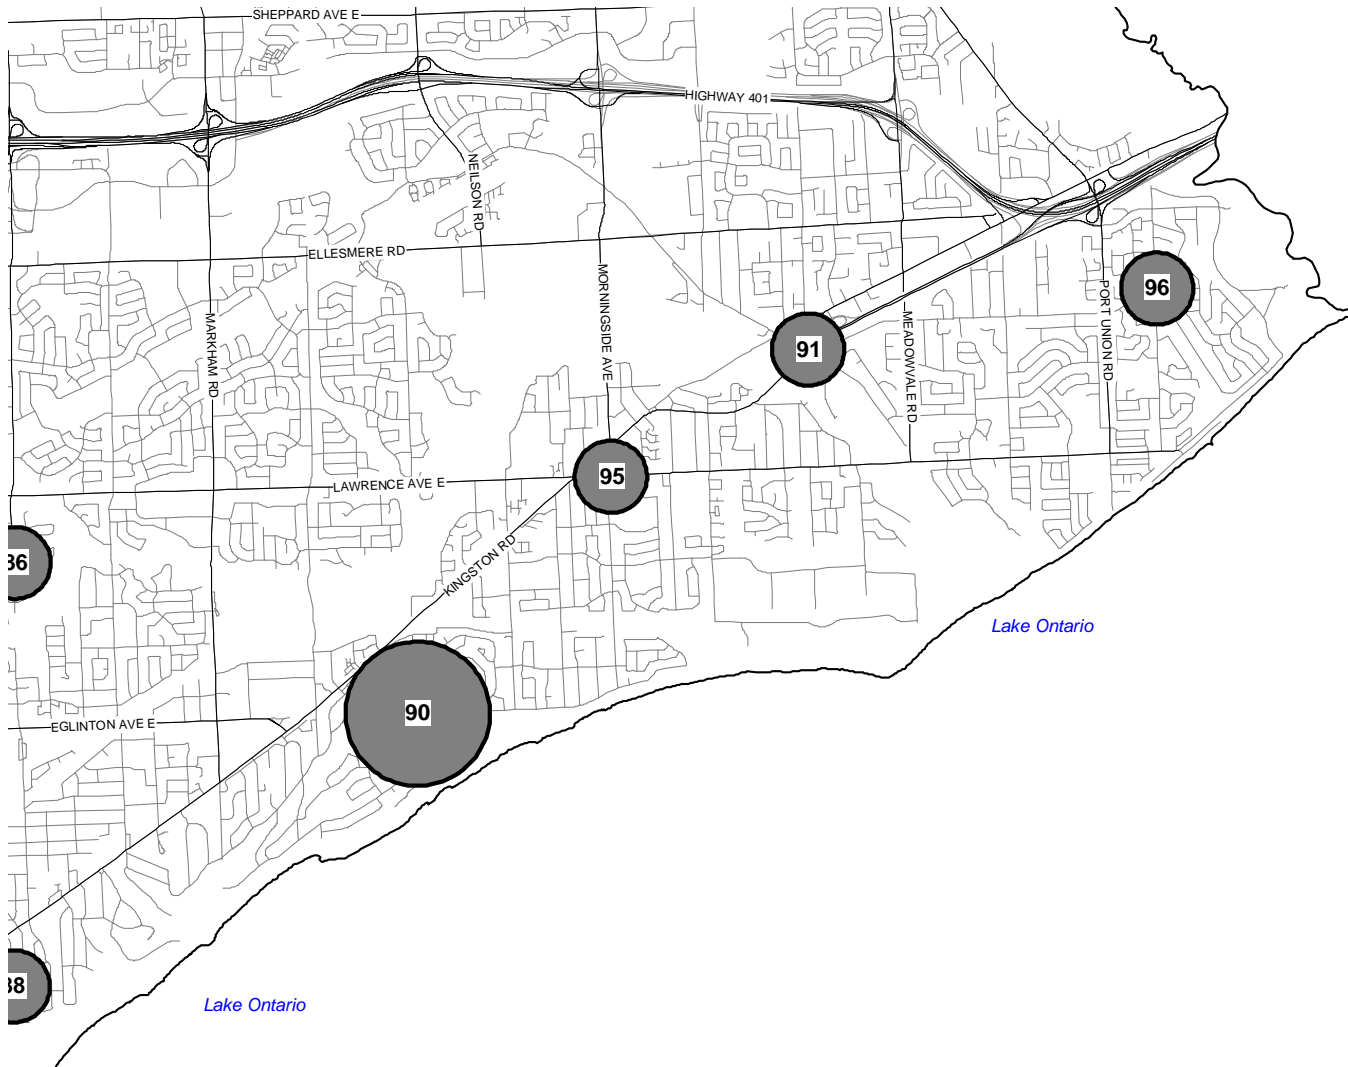 SHEPPARD AVE E
HIGHWAY 401
NEILSON RD
ELLESMERE RD
MORNINGSIDE AVE
PORT UNION RD
96
MARKHAM RD
MEADOWVALE RD
91
95
LAWRENCE AVE E
KINGSTON RD
Lake Ontario
90
EGLINTON AVE E
Lake Ontario